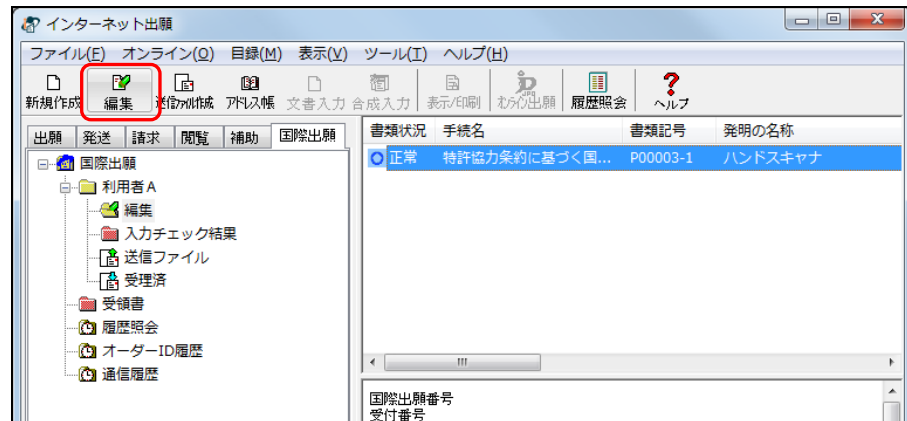 インターネット出願
ファイル(F) オンライン(O) 目録(M) 表示(V) ツール(T) ヘルプ(H)
新規作成 編集 送信ファイル作成 アドレス帳 文書入力 合成入力 表示/印刷 オンライン出願 履歴照会 ヘルプ
出願 発送 請求 閲覧 補助 国際出願
国際出願
利用者A
編集
入力チェック結果
送信ファイル
受理済
受領書
履歴照会
オーダーID履歴
通信履歴
書類状況 手続名 書類記号 発明の名称
正常 特許協力条約に基づく国... P00003-1 ハンドスキャナ
国際出願番号
受付番号